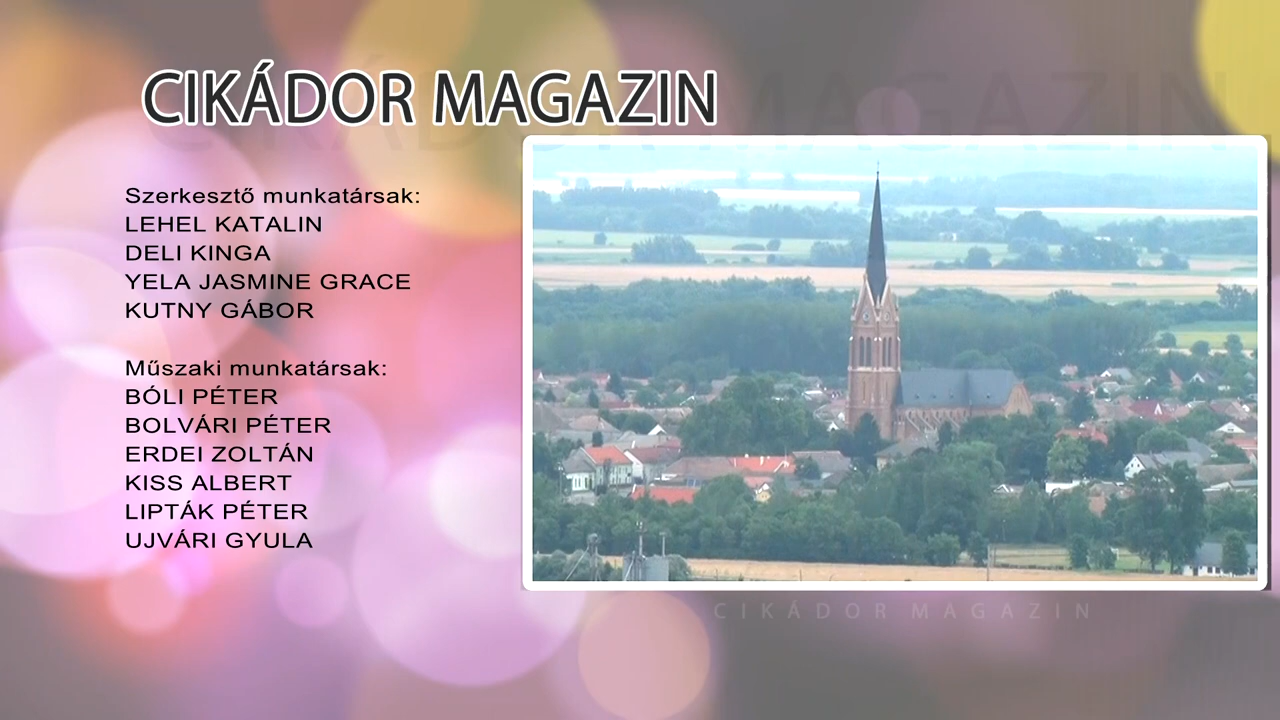 CIKÁDOR MAGAZIN
Szerkesztő munkatársak:
LEHEL KATALIN
DELI KINGA
YELA JASMINE GRACE
KUTNY GÁBOR
Műszaki munkatársak:
BÓLI PÉTER
BOLVÁRI PÉTER
ERDEI ZOLTÁN
KISS ALBERT
LIPTÁK PÉTER
UJVÁRI GYULA
CIKÁDOR MAGAZIN